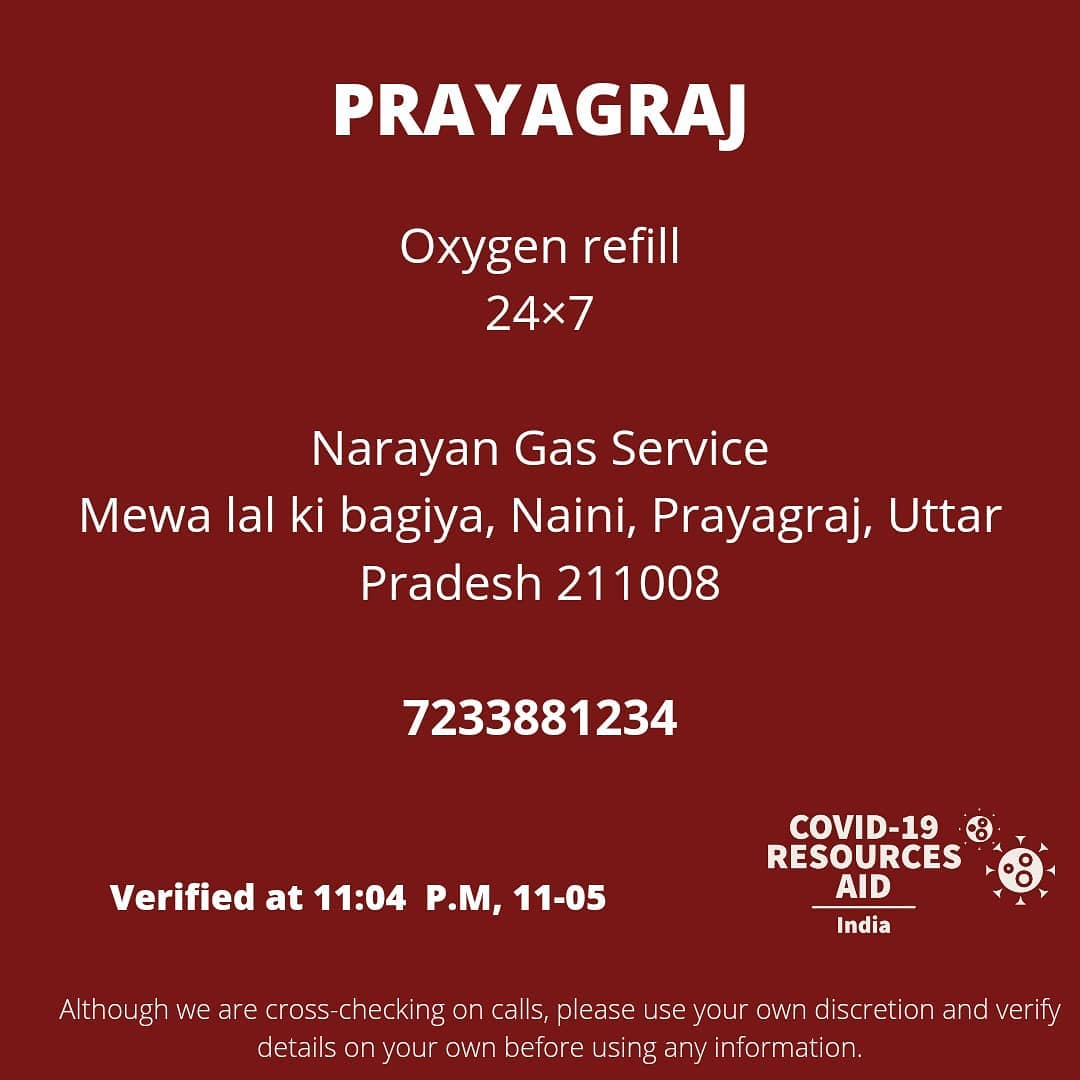 PRAYAGRAJ
Oxygen refill
24×7
Narayan Gas Service
Mewa lal ki bagiya, Naini, Prayagraj, Uttar
Pradesh 211008
7233881234
COVID-19
RESOURCES
AID
India
Verified at 11:04  P.M, 11-05
Although we are cross-checking on calls, please use your own discretion and verify
details on your own before using any information.